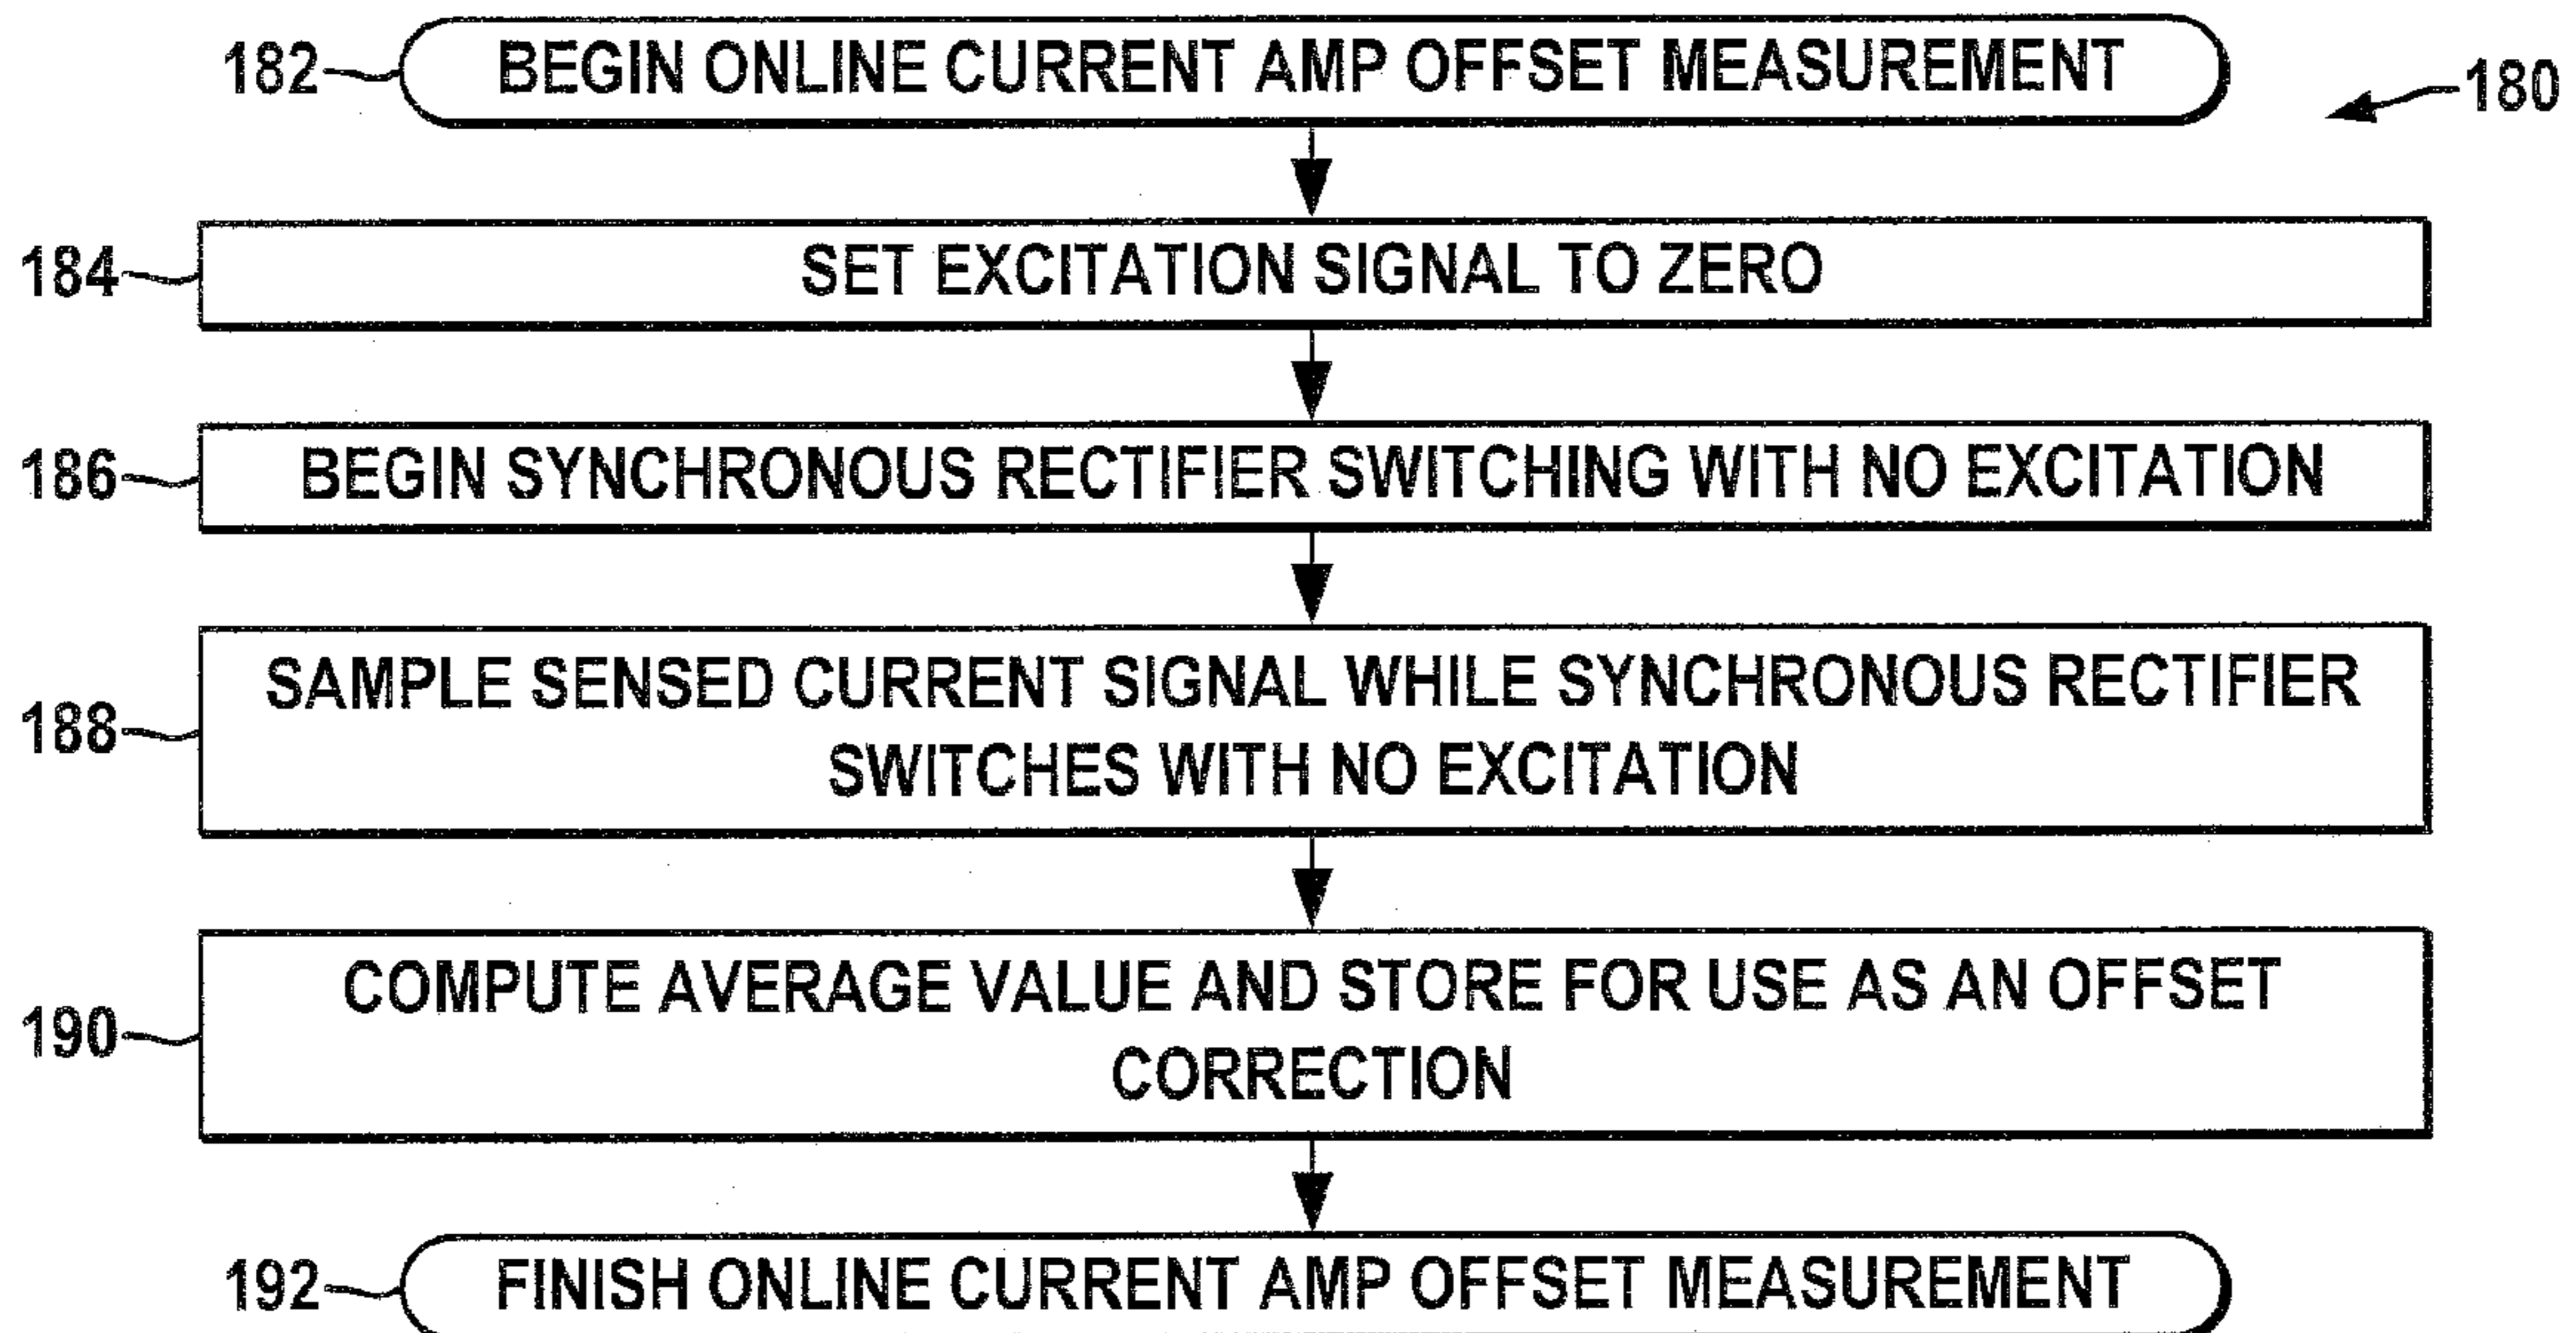 182 BEGIN ONLINE CURRENT AMP OFFSET MEASUREMENT
180
184 SET EXCITATION SIGNAL TO ZERO
186 BEGIN SYNCHRONOUS RECTIFIER SWITCHING WITH NO EXCITATION
SAMPLE SENSED CURRENT SIGNAL WHILE SYNCHRONOUS RECTIFIER
188
SWITCHES WITH NO EXCITATION
COMPUTE AVERAGE VALUE AND STORE FOR USE AS AN OFFSET
190
CORRECTION
192 FINISH ONLINE CURRENT AMP OFFSET MEASUREMENT